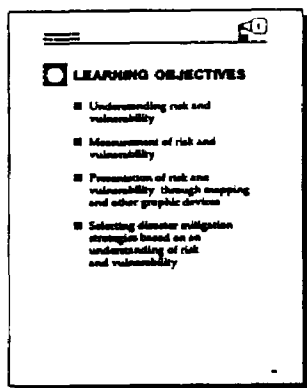 LEARNING OBJECTIVES
Understanding risk and
vulnerability
Measurement of risk and
vulnerability
Presentation of risk and
vulnerability through mapping
and other graphic devices
Selecting disaster mitigation
strategies based on an
understanding of risk
and vulnerability